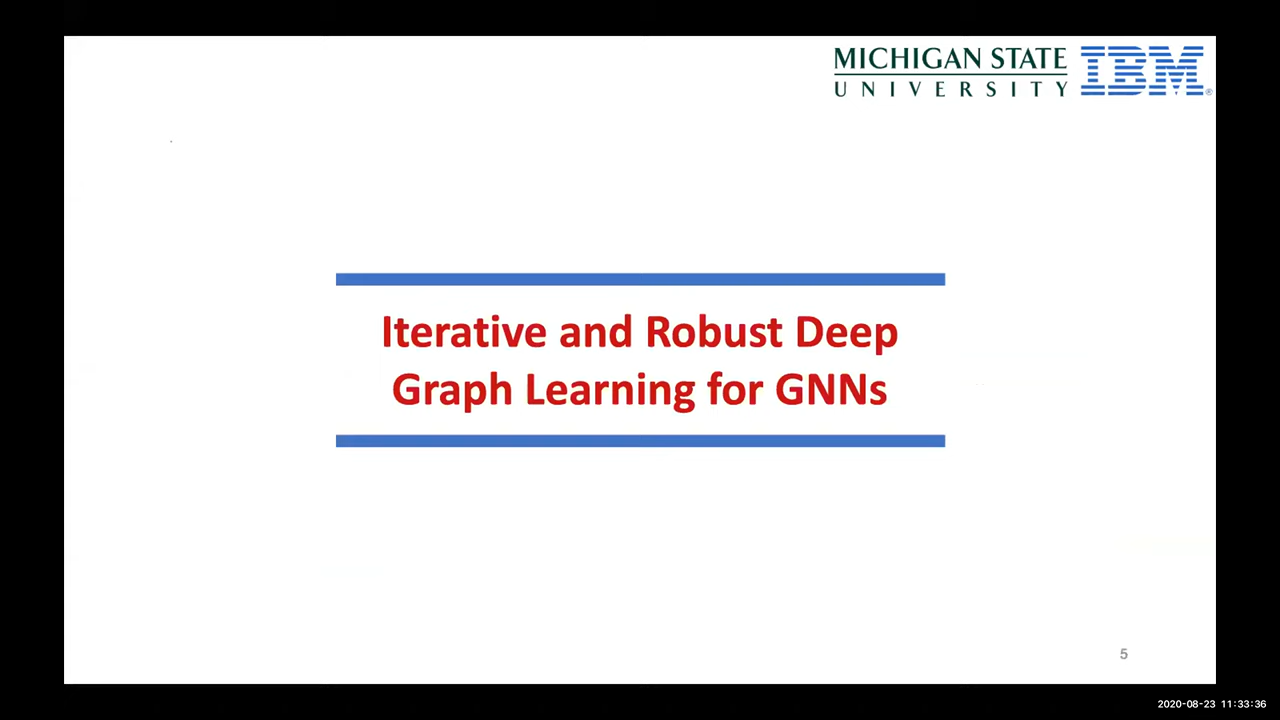 MICHIGAN STATE
UNIVERSITY
IBM®
Iterative and Robust Deep
Graph Learning for GNNs
5
2020-08-23 11:33:36